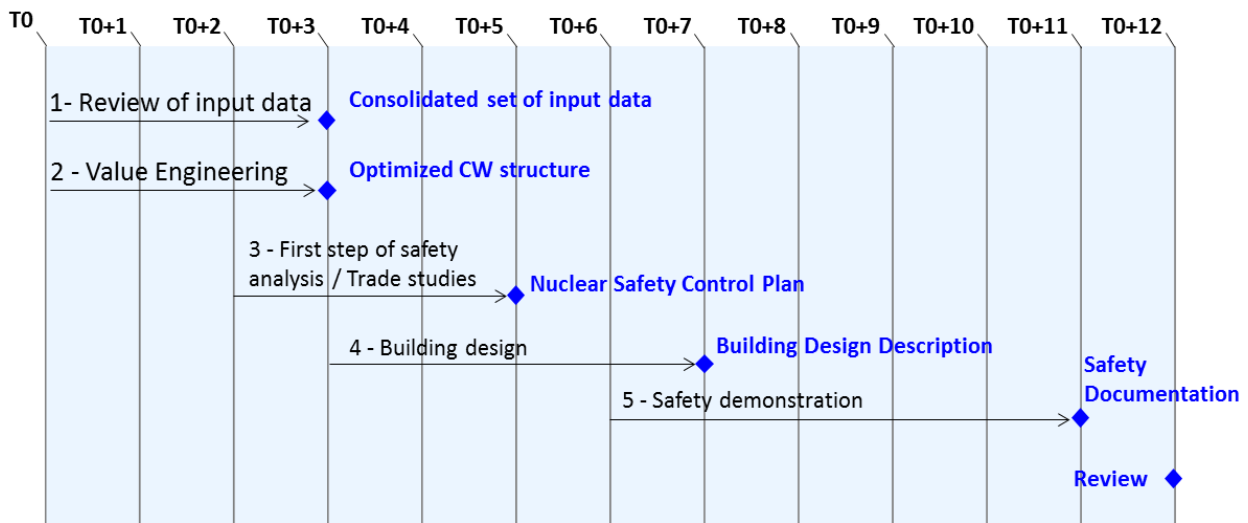 T0 T0+1 T0+2 T0+3 T0+4 T0+5 T0+6 T0+7 T0+8 T0+9 T0+10 T0+11 T0+12
1- Review of input data
Consolidated set of input data
2 - Value Engineering
Optimized CW structure
3 - First step of safety
analysis / Trade studies
Nuclear Safety Control Plan
4 - Building design
Building Design Description
5 - Safety demonstration
Safety
Documentation
Review